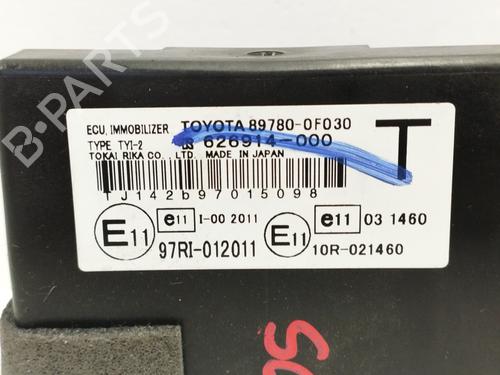 B-PARTS
ECU, IMMOBILIZER TOYOTA 89780-0F030
TYPE TYI-2 626914-000
TOKAI RIKA CO., LTD. MADE IN JAPAN
T
TJ142b97015098
E11 e11 I-00 2011 E11 e11 03 1460
97RI-012011 10R-021460